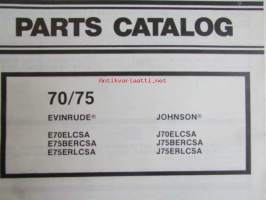 PARTS CATALOG
70/75
EVINRUDE® JOHNSON®
E70ELCSA J70ELCSA
E75BERCSA J75BERCSA
E75ERLCSA J75ERLCSA
antikvariaatti.net